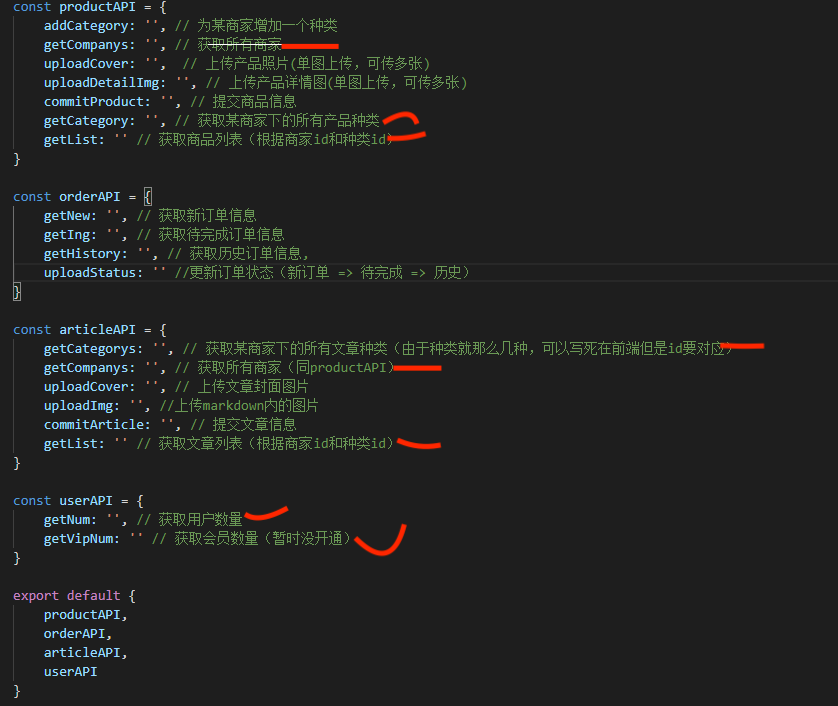 const productAPI = {
addCategory: '', // 为某商家增加一个种类
getCompanys: '', // 获取所有商家
uploadCover: '',  // 上传产品照片(单图上传，可传多张)
uploadDetailImg: '', // 上传产品详情图(单图上传，可传多张)
commitProduct: '', // 提交商品信息
getCategory: '', // 获取某商家下的所有产品种类
getList: '' // 获取商品列表（根据商家id和种类id）
}
const orderAPI = {
getNew: '', // 获取新订单信息
getIng: '', // 获取待完成订单信息
getHistory: '', // 获取历史订单信息,
uploadStatus: '' //更新订单状态（新订单 => 待完成 => 历史）
}
const articleAPI = {
getCategorys: '', // 获取某商家下的所有文章种类（由于种类就那么几种，可以写死在前端但是id要对应）
getCompanys: '', // 获取所有商家（同productAPI）
uploadCover: '', // 上传文章封面图片
uploadImg: '', //上传markdown内的图片
commitArticle: '', // 提交文章信息
getList: '' // 获取文章列表（根据商家id和种类id）
}
const userAPI = {
getNum: '', // 获取用户数量
getVipNum: '' // 获取会员数量（暂时没开通）
}
export default {
productAPI,
orderAPI,
articleAPI,
userAPI
}